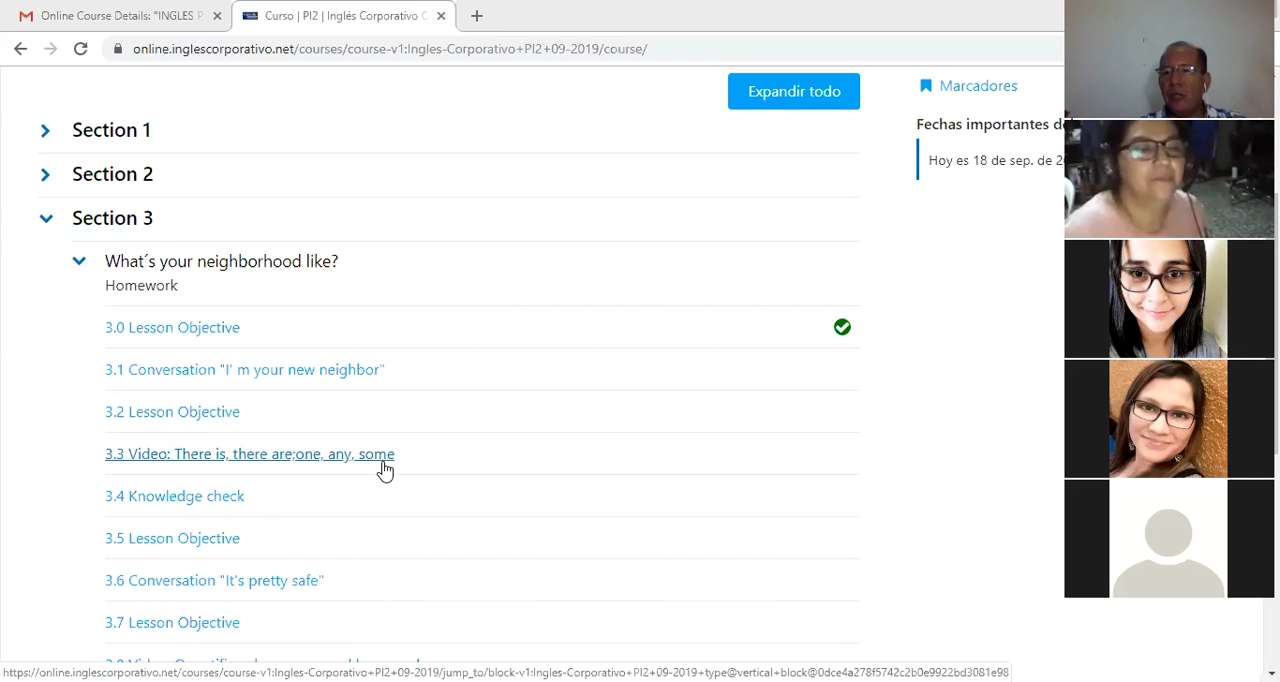 Online Course Details: "INGLES P
Curso | PI2 | Inglés Corporativo C
online.inglescorporativo.net/courses/course-v1:Ingles-Corporativo+PI2+09-2019/course/
Expandir todo
Marcadores
Fechas importantes de
Hoy es 18 de sep. de 20
Section 1
Section 2
Section 3
What´s your neighborhood like?
Homework
3.0 Lesson Objective
3.1 Conversation "I' m your new neighbor"
3.2 Lesson Objective
3.3 Video: There is, there are;one, any, some
3.4 Knowledge check
3.5 Lesson Objective
3.6 Conversation "It's pretty safe"
3.7 Lesson Objective
https://online.inglescorporativo.net/courses/course-v1:Ingles-Corporativo+PI2+09-2019/jump_to/block-v1:Ingles-Corporativo+PI2+09-2019+type@vertical+block@0dce4a278f5742c2b0e9922bd3081e98